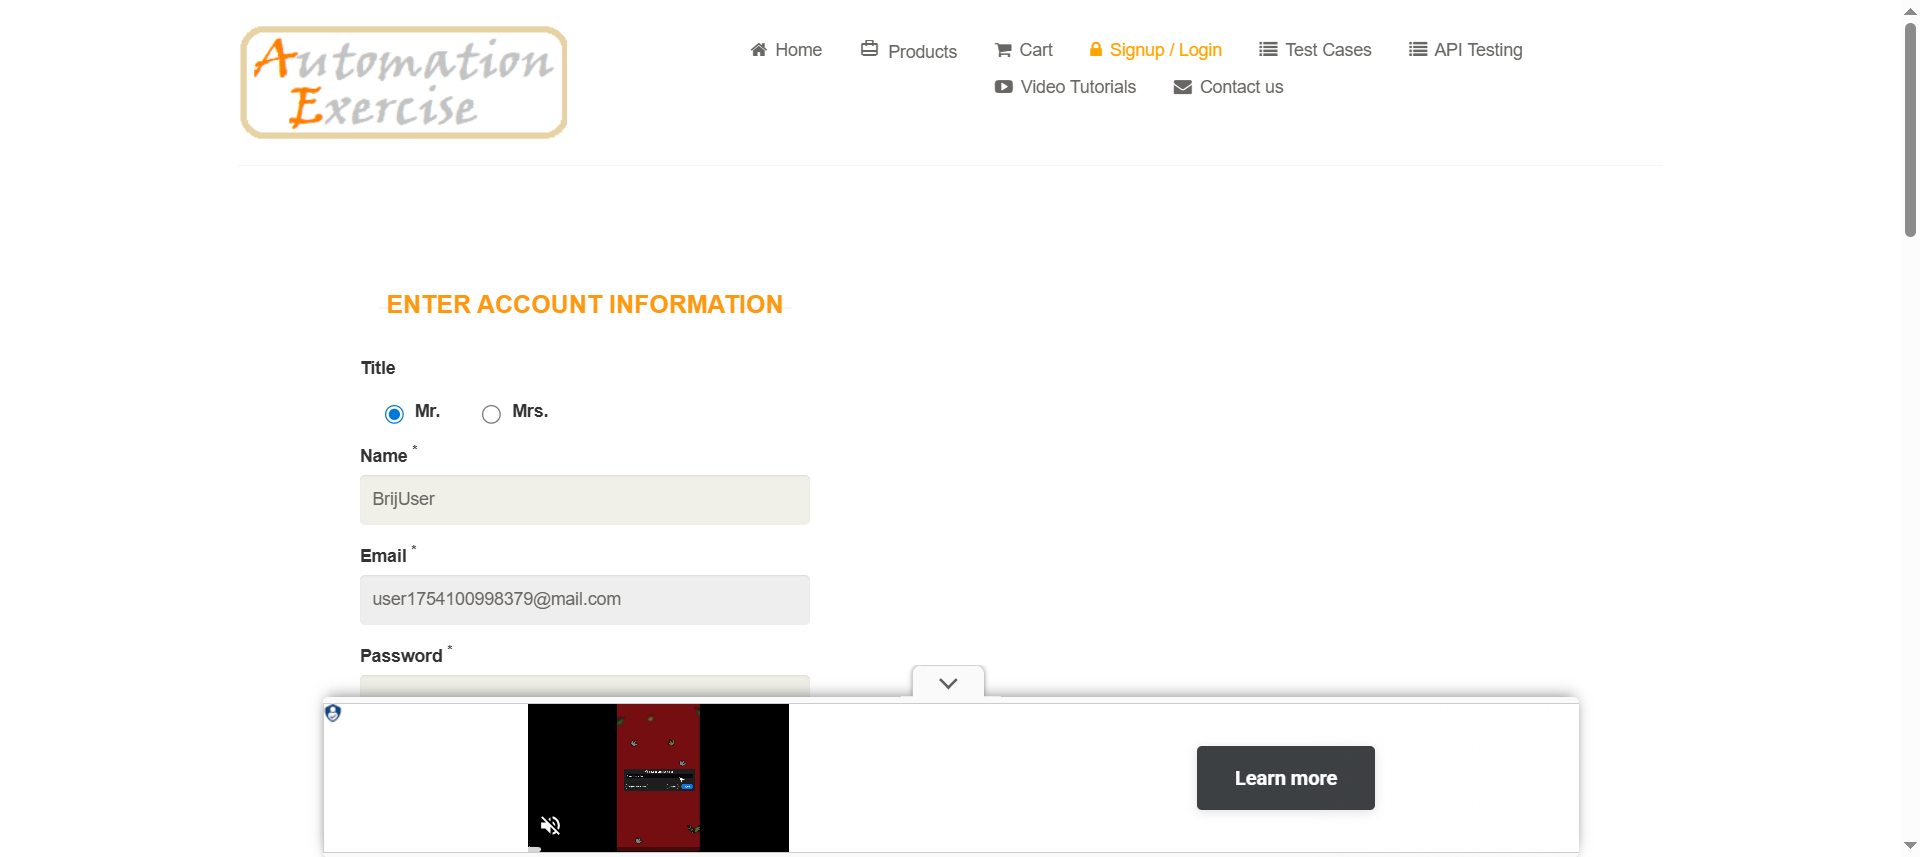 Automation
Exercise
Home
Products
Cart
Signup / Login
Test Cases
API Testing
Video Tutorials
Contact us
ENTER ACCOUNT INFORMATION
Title
Mr.
Mrs.
Name *
BrijUser
Email *
user1754100998379@mail.com
Password *
Learn more